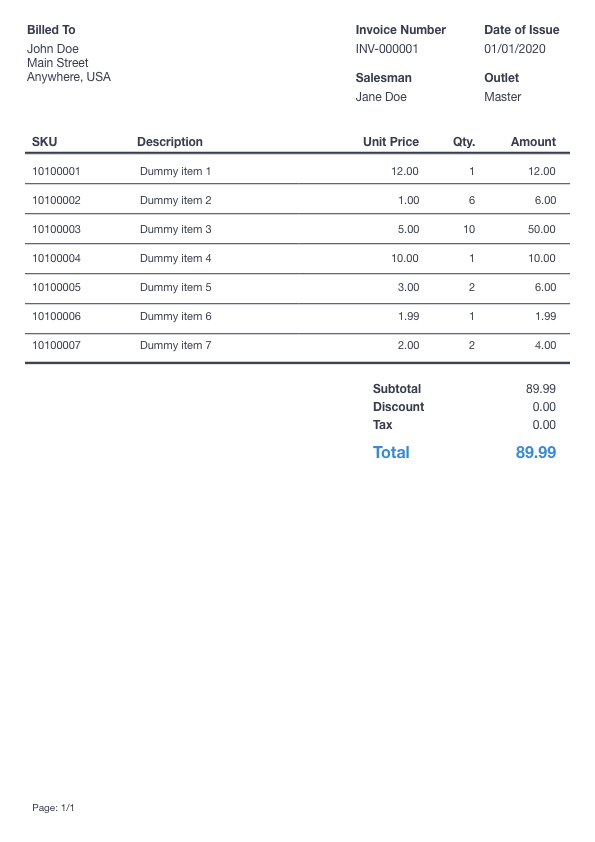 Billed To
John Doe
Main Street
Anywhere, USA
Invoice Number Date of Issue
INV-000001 01/01/2020
Salesman Outlet
Jane Doe Master
SKU Description Unit Price Qty. Amount
10100001 Dummy item 1 12.00 1 12.00
10100002 Dummy item 2 1.00 6 6.00
10100003 Dummy item 3 5.00 10 50.00
10100004 Dummy item 4 10.00 1 10.00
10100005 Dummy item 5 3.00 2 6.00
10100006 Dummy item 6 1.99 1 1.99
10100007 Dummy item 7 2.00 2 4.00
Subtotal 89.99
Discount 0.00
Tax 0.00
Total 89.99
Page: 1/1